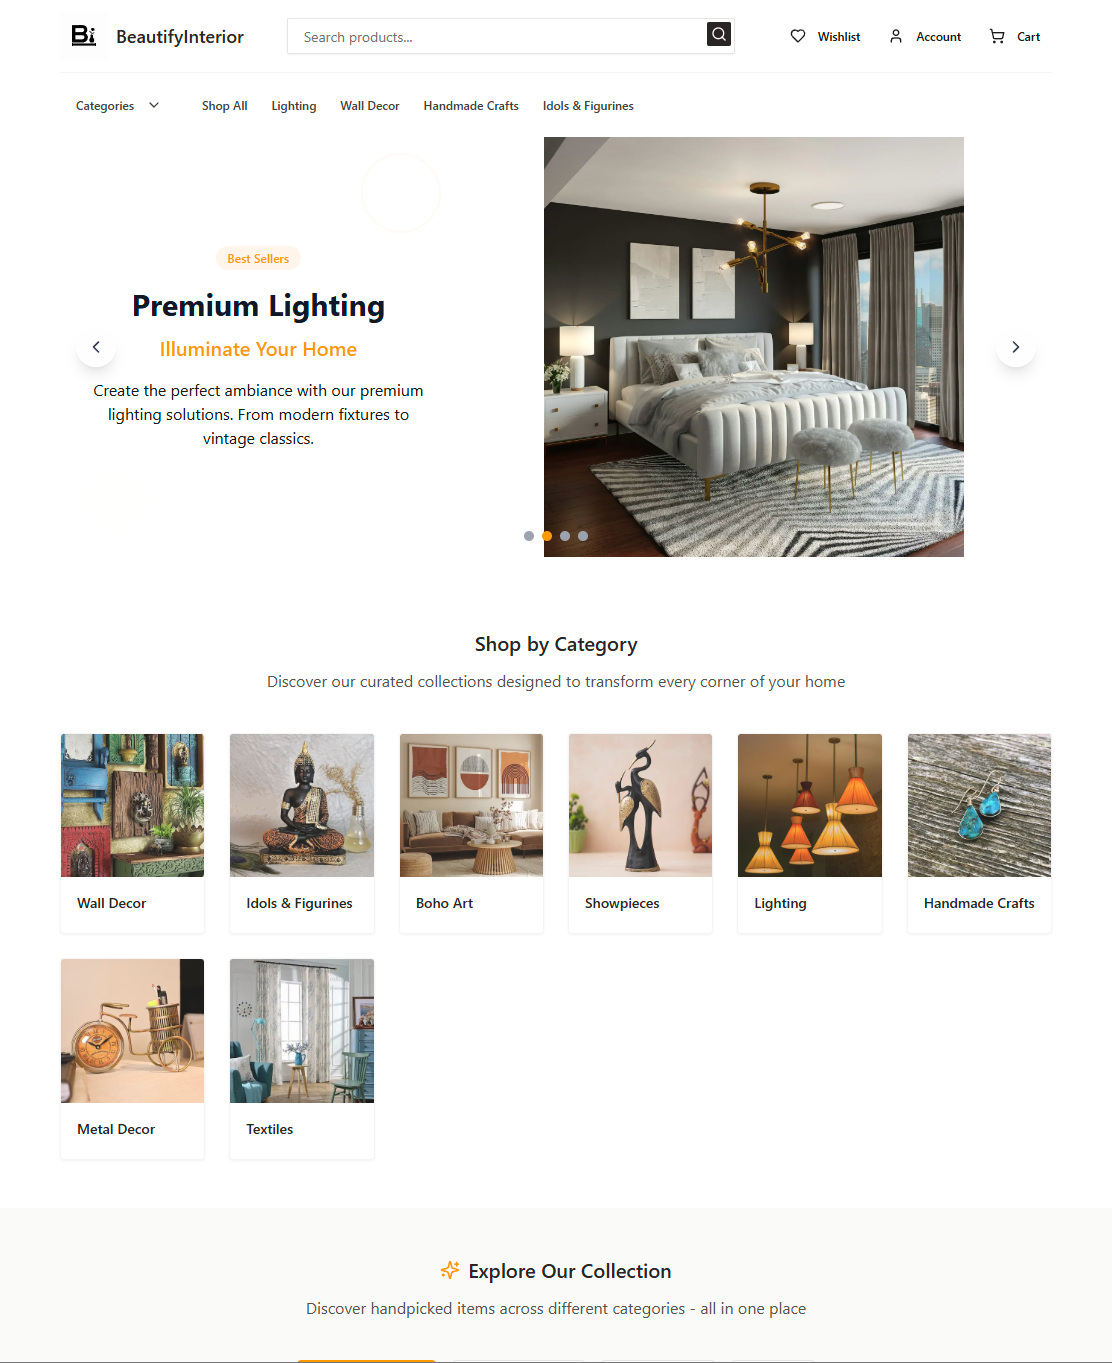 Bi BeautifyInterior
Search products...
Wishlist
Account
Cart
Categories
Shop All
Lighting
Wall Decor
Handmade Crafts
Idols & Figurines
Best Sellers
Premium Lighting
Illuminate Your Home
Create the perfect ambiance with our premium
lighting solutions. From modern fixtures to
vintage classics.
Shop by Category
Discover our curated collections designed to transform every corner of your home
Wall Decor
Idols & Figurines
Boho Art
Showpieces
Lighting
Handmade Crafts
Metal Decor
Textiles
Explore Our Collection
Discover handpicked items across different categories - all in one place